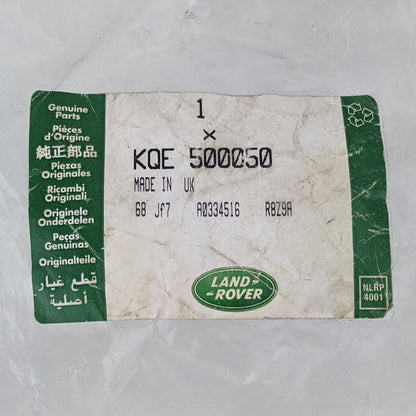 Genuine
Parts
Pièces
d'Origine
純正部品
Piezas
Originales
Ricambi
Originali
Originele
Onderdelen
Peças
Genuinas
Originalteile
قطع غيار
أصلية
1
x
KQE 500050
MADE IN UK
68 Jf7 A0334516 R8Z9A
LAND
ROVER
NLRP
4001